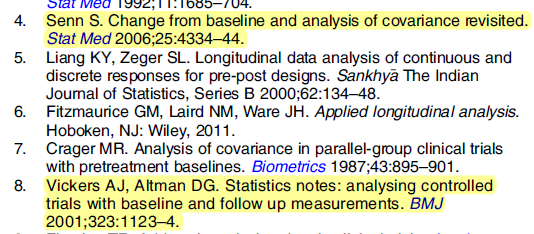 Stat Med 1992;11:1685–704.
4. Senn S. Change from baseline and analysis of covariance revisited.
Stat Med 2006;25:4334–44.
5. Liang KY, Zeger SL. Longitudinal data analysis of continuous and
discrete responses for pre-post designs. Sankhyā The Indian
Journal of Statistics, Series B 2000;62:134–48.
6. Fitzmaurice GM, Laird NM, Ware JH. Applied longitudinal analysis.
Hoboken, NJ: Wiley, 2011.
7. Crager MR. Analysis of covariance in parallel-group clinical trials
with pretreatment baselines. Biometrics 1987;43:895–901.
8. Vickers AJ, Altman DG. Statistics notes: analysing controlled
trials with baseline and follow up measurements. BMJ
2001;323:1123–4.